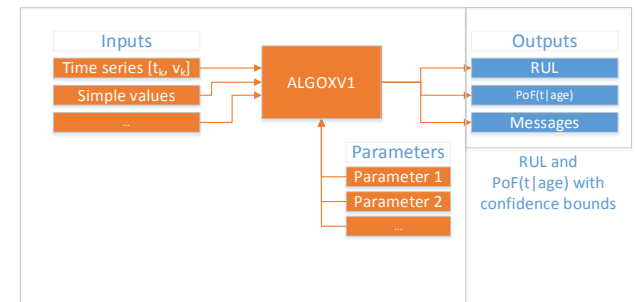 Inputs
Time series [tk, vk]
Simple values
...
ALGOXV1
Parameters
Parameter 1
Parameter 2
...
Outputs
RUL
PoF(t|age)
Messages
RUL and
PoF(t|age) with
confidence bounds